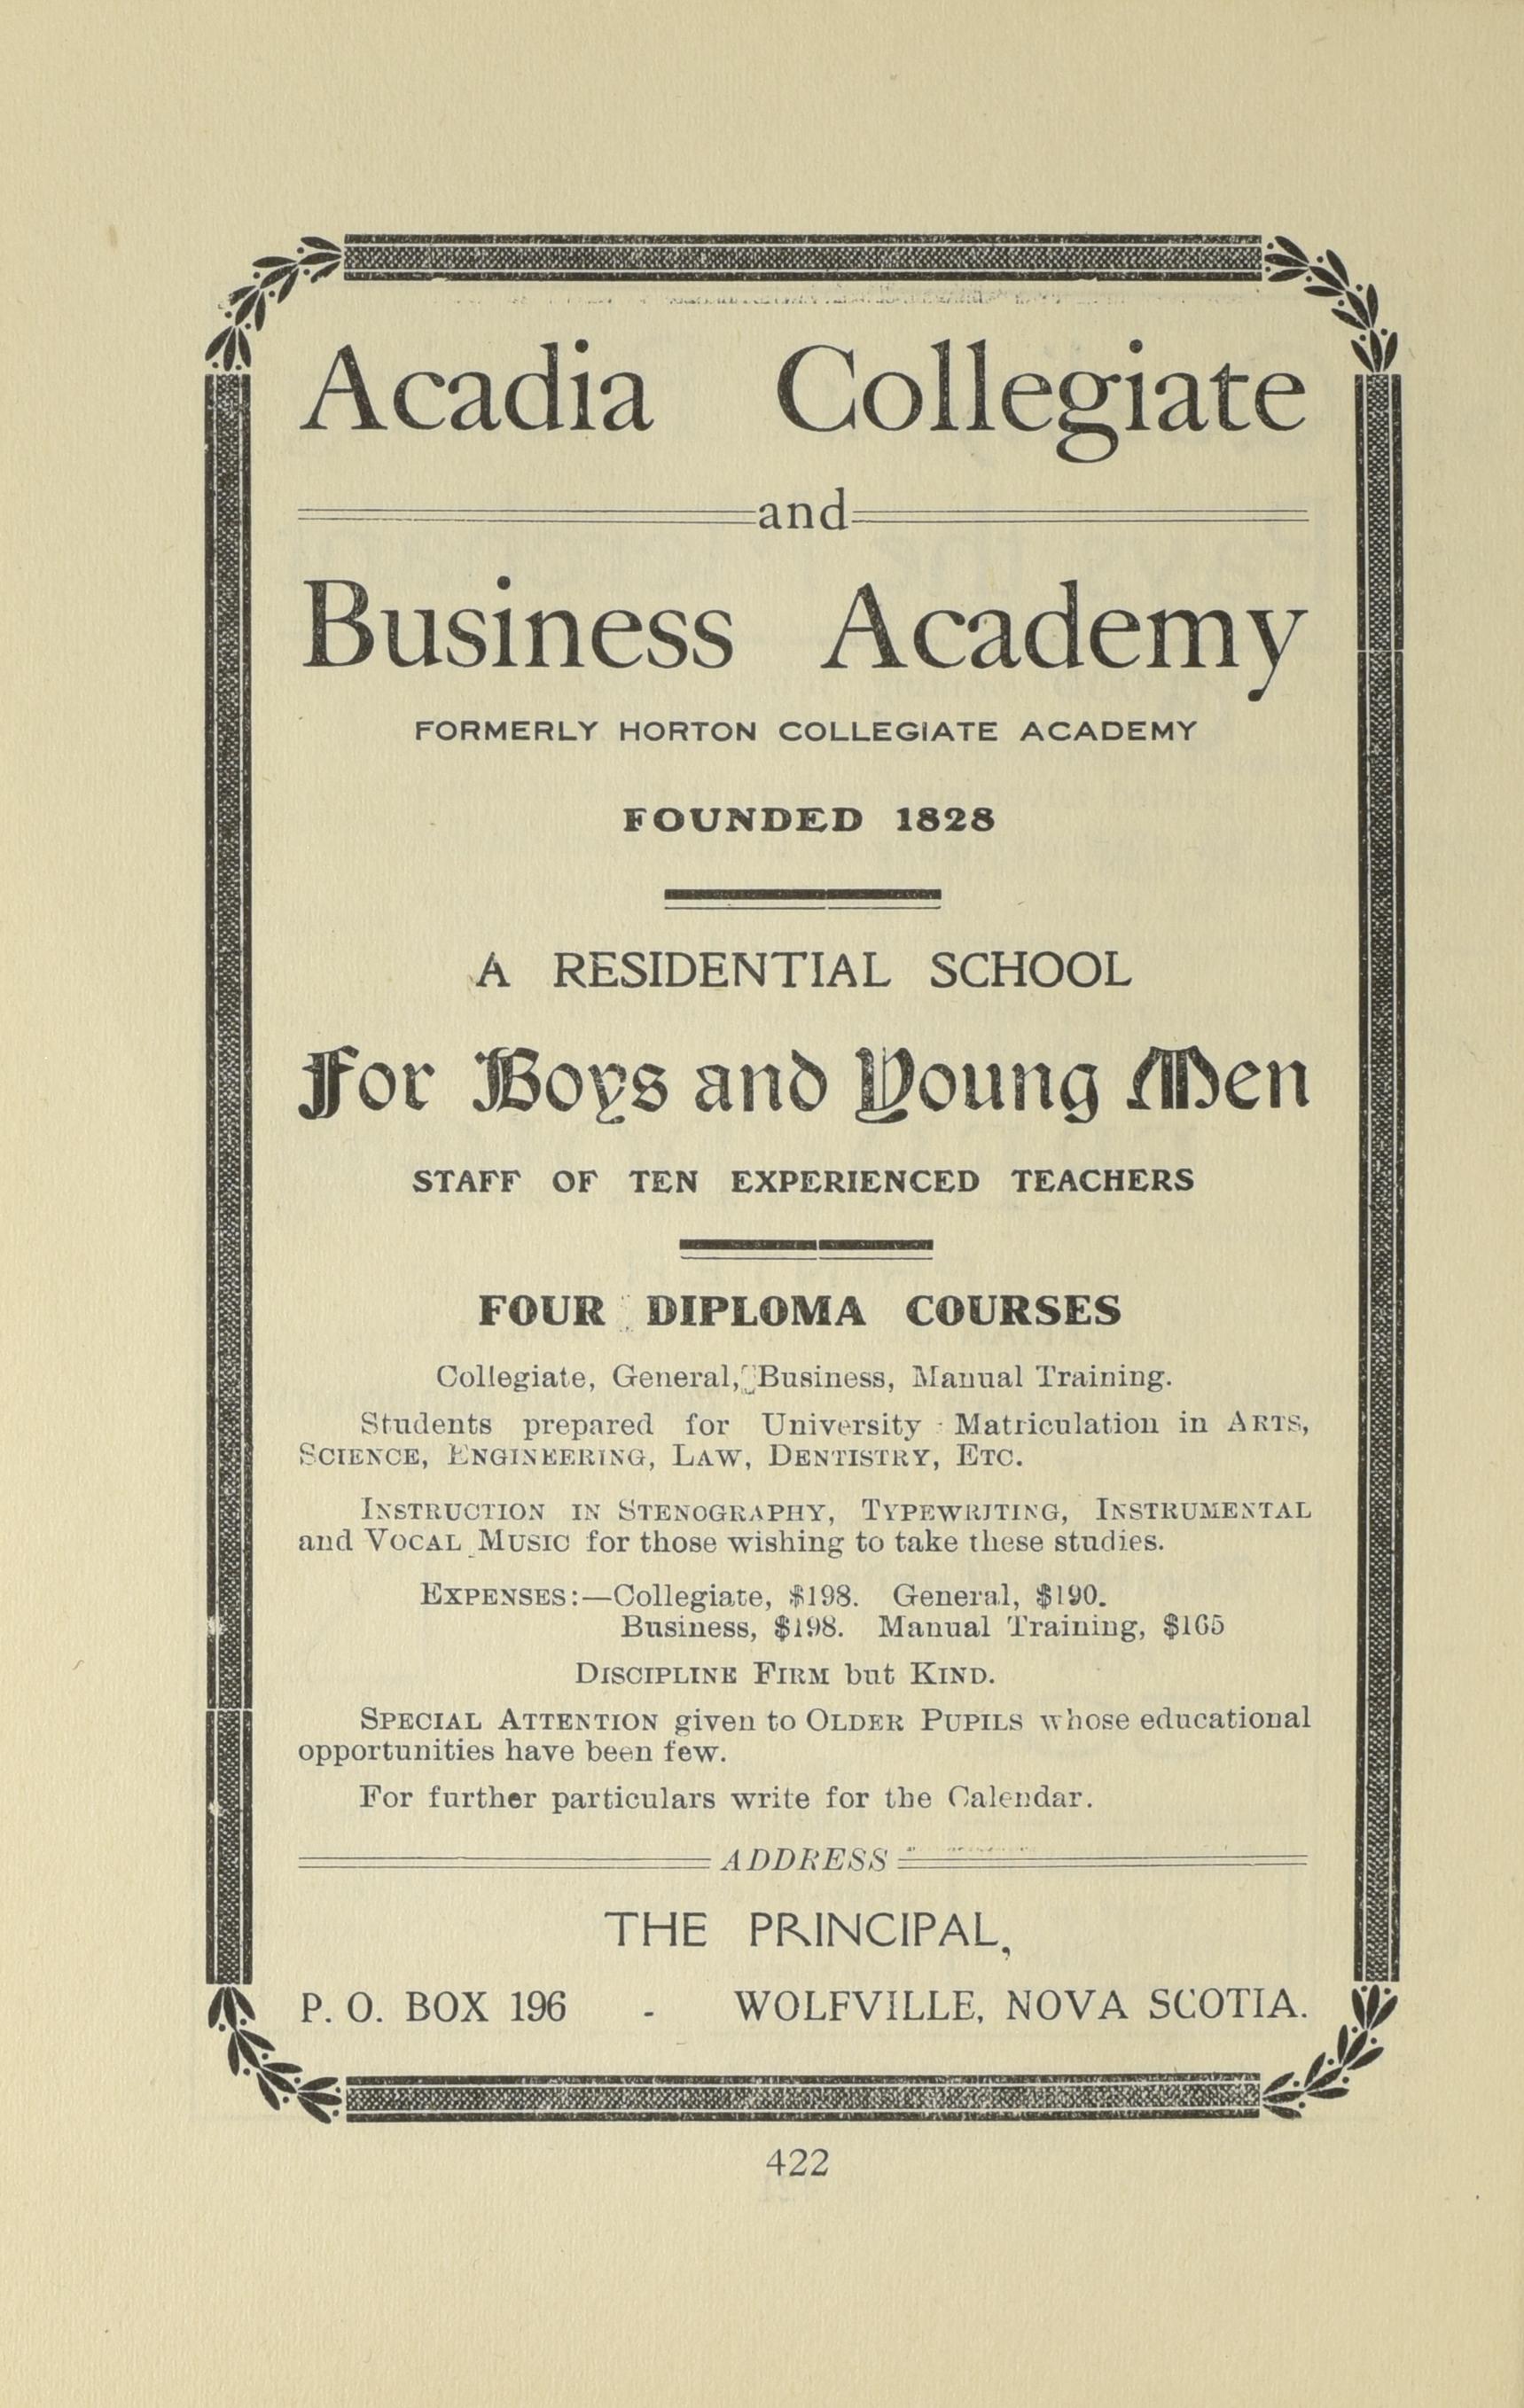 Acadia Collegiate
and
Business Academy
FORMERLY HORTON COLLEGIATE ACADEMY
FOUNDED 1828
A RESIDENTIAL SCHOOL
For Boys and Young Men
STAFF OF TEN EXPERIENCED TEACHERS
FOUR DIPLOMA COURSES
Collegiate, General, Business, Manual Training.
Students prepared for University Matriculation in ARTS,
SCIENCE, ENGINEERING, LAW, DENTISTRY, ETC.
INSTRUCTION IN STENOGRAPHY, TYPEWRITING, INSTRUMENTAL
and VOCAL MUSIC for those wishing to take these studies.
EXPENSES:—Collegiate, $198. General, $190.
Business, $198. Manual Training, $165
DISCIPLINE FIRM but KIND.
SPECIAL ATTENTION given to OLDER PUPILS whose educational
opportunities have been few.
For further particulars write for the Calendar.
ADDRESS
THE PRINCIPAL,
P. O. BOX 196 - WOLFVILLE, NOVA SCOTIA.
422